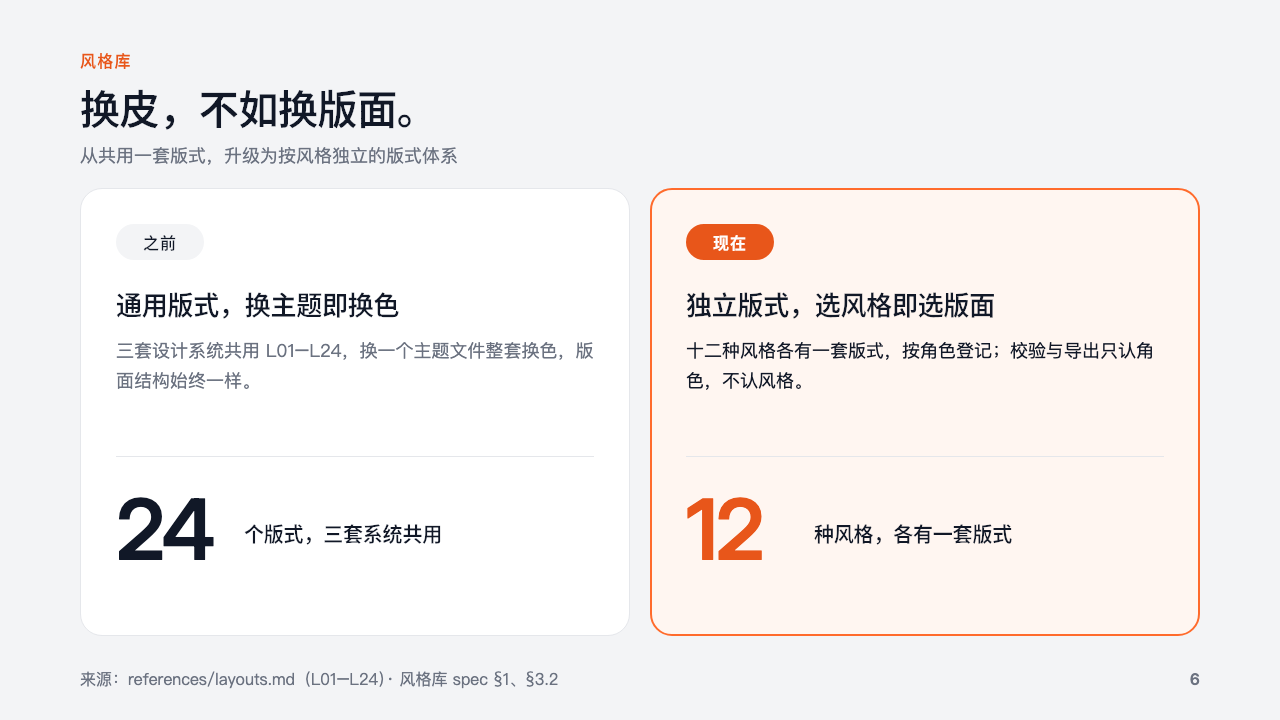 风格库
换皮，不如换版面。
从共用一套版式，升级为按风格独立的版式体系
之前
通用版式，换主题即换色
三套设计系统共用 L01—L24，换一个主题文件整套换色，版
面结构始终一样。
24
个版式，三套系统共用
现在
独立版式，选风格即选版面
十二种风格各有一套版式，按角色登记；校验与导出只认角
色，不认风格。
12
种风格，各有一套版式
来源：references/layouts.md（L01—L24）· 风格库 spec §1、§3.2
6